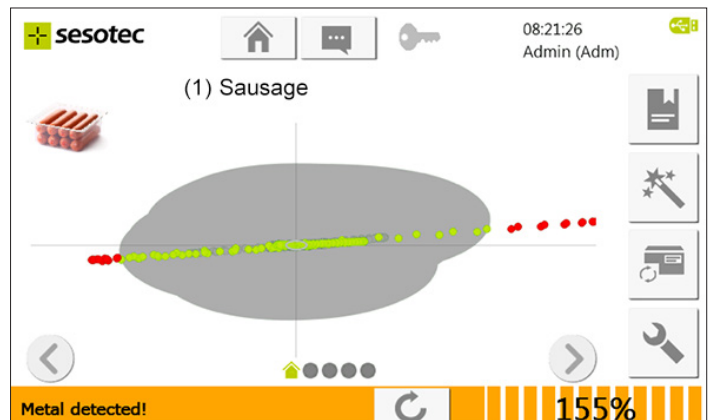 sesotec
08:21:26
Admin (Adm)
(1) Sausage
Metal detected!
155%